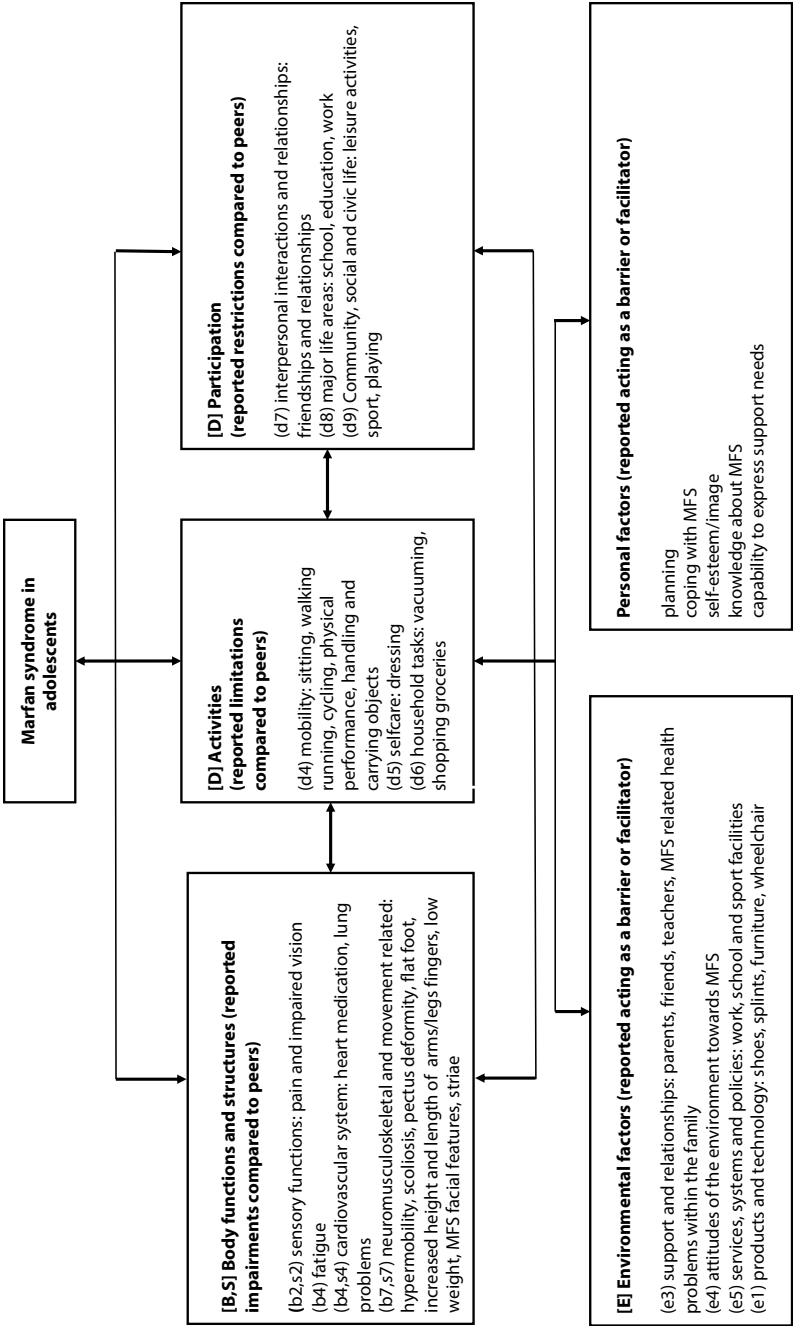 Marfan syndrome in
adolescents
[B,S] Body functions and structures (reported
impairments compared to peers)
(b2,s2) sensory functions: pain and impaired vision
(b4) fatigue
(b4,s4) cardiovascular system: heart medication, lung
problems
(b7,s7) neuromusculoskeletal and movement related:
hypermobility, scoliosis, pectus deformity, flat foot,
increased height and length of arms/legs fingers, low
weight, MFS facial features, striae
[D] Activities
(reported limitations
compared to peers)
(d4) mobility: sitting, walking
running, cycling, physical
performance, handling and
carrying objects
(d5) selfcare: dressing
(d6) household tasks: vacuuming,
shopping groceries
[D] Participation
(reported restrictions compared to peers)
(d7) interpersonal interactions and relationships:
friendships and relationships
(d8) major life areas: school, education, work
(d9) Community, social and civic life: leisure activities,
sport, playing
[E] Environmental factors (reported acting as a barrier or facilitator)
(e3) support and relationships: parents, friends, teachers, MFS related health
problems within the family
(e4) attitudes of the environment towards MFS
(e5) services, systems and policies: work, school and sport facilities
(e1) products and technology: shoes, splints, furniture, wheelchair
Personal factors (reported acting as a barrier or facilitator)
planning
coping with MFS
self-esteem/image
knowledge about MFS
capability to express support needs